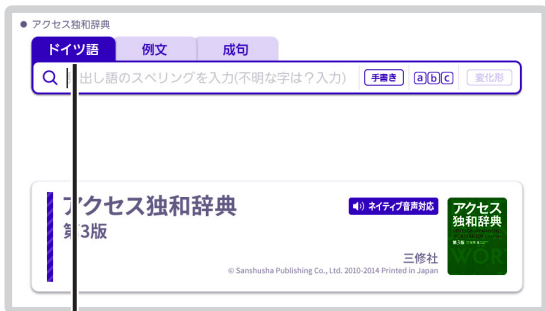 アクセス独和辞典
ドイツ語 例文 成句
出し語のスペリングを入力(不明な字は？入力) 手書き abc 変化形
アクセス独和辞典
第3版
ネイティブ音声対応
三修社
© Sanshusha Publishing Co., Ltd. 2010-2014 Printed in Japan
アクセス
独和辞典
第3版
WOR